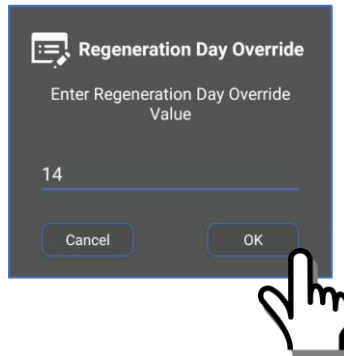 Regeneration Day Override
Enter Regeneration Day Override
Value
14
Cancel OK